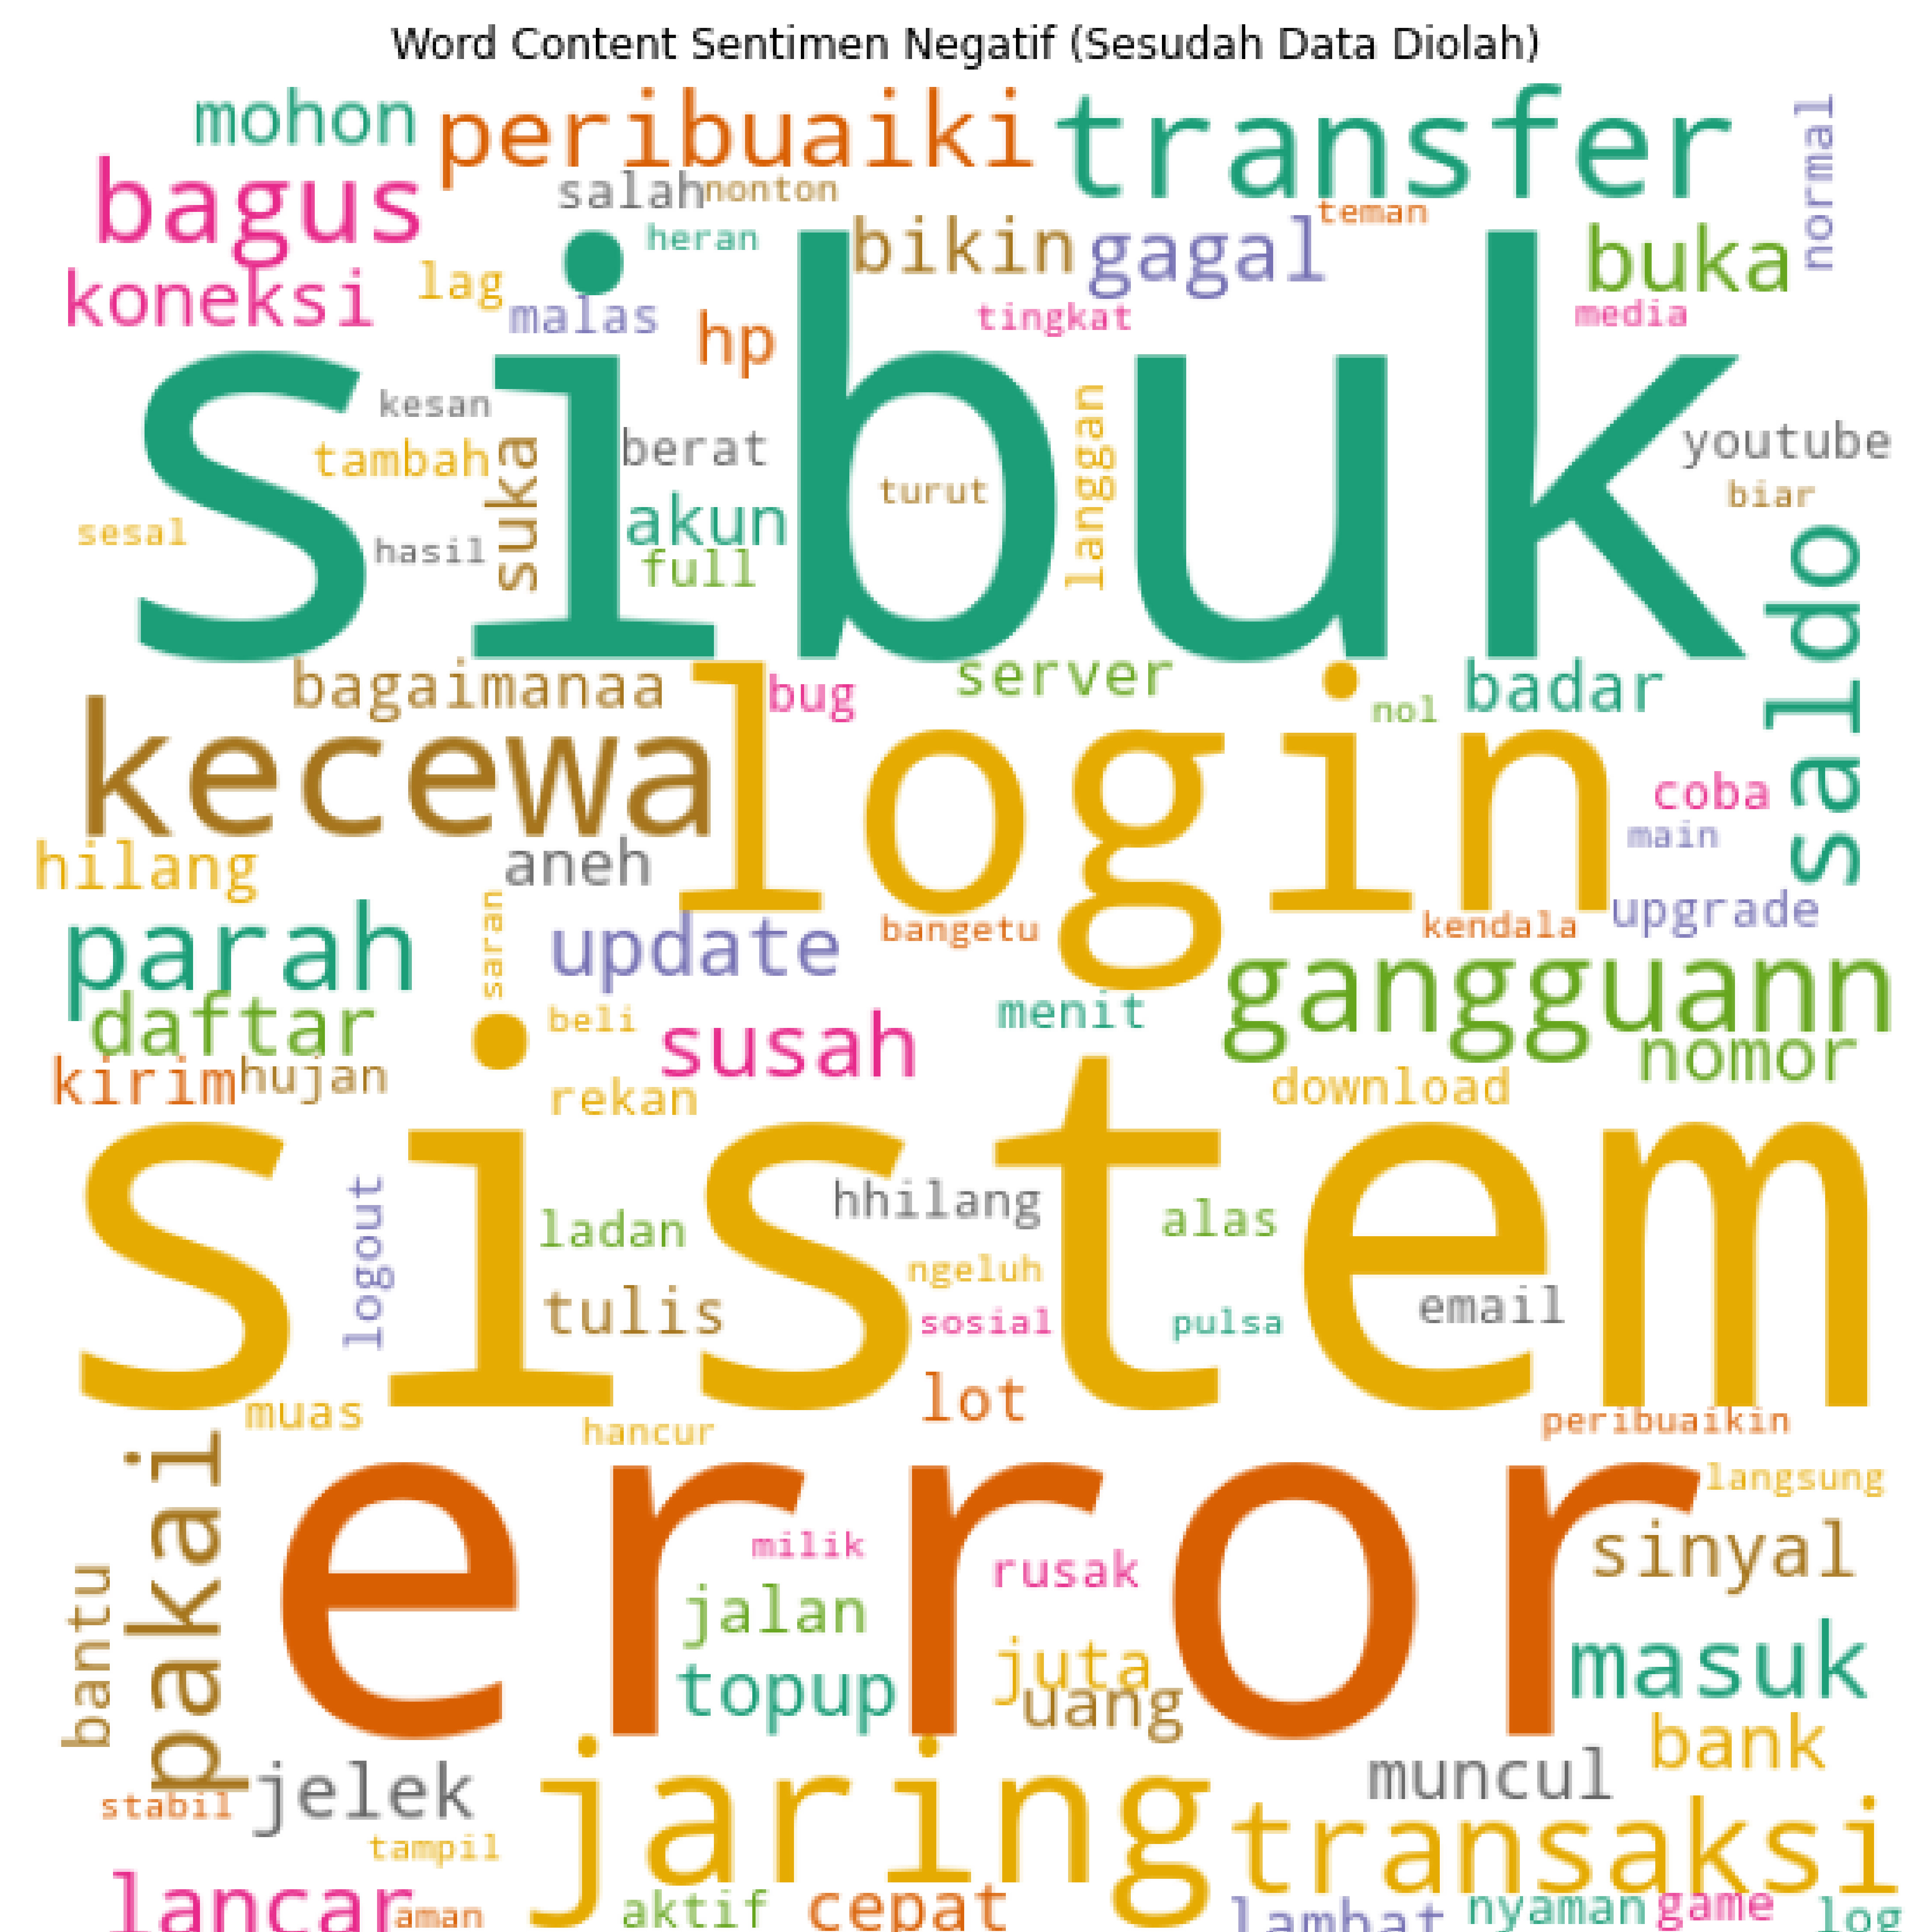 Word Content Sentimen Negatif (Sesudah Data Diolah)
mohon
peribuaiki
transfer
normal
bagus
salah
nonton
teman
heran
bikin
gagal
buka
koneksi
lag
malas
hp
tingkat
media
sibuk
kesan
tambah
suka
berat
langgan
youtube
turut
biar
sesal
hasil
akun
full
saldo
bagaimanaa
bug
server
nol
badar
kecewa
login
coba
main
hilang
aneh
saran
bangetu
kendala
upgrade
parah
update
gangguann
daftar
beli
susah
menit
nomor
kirim
hujan
rekan
download
sistem
logout
ladan
hhilang
alas
ngeluh
tulis
sosial
pulsa
email
lot
muas
hancur
peribuaikin
pakai
error
langsung
bantu
milik
rusak
sinyal
jalan
juta
topup
uang
masuk
bank
jelek
jaring
muncul
stabil
tampil
transaksi
lancar
aman
aktif
cepat
lambat
nyaman
game
log